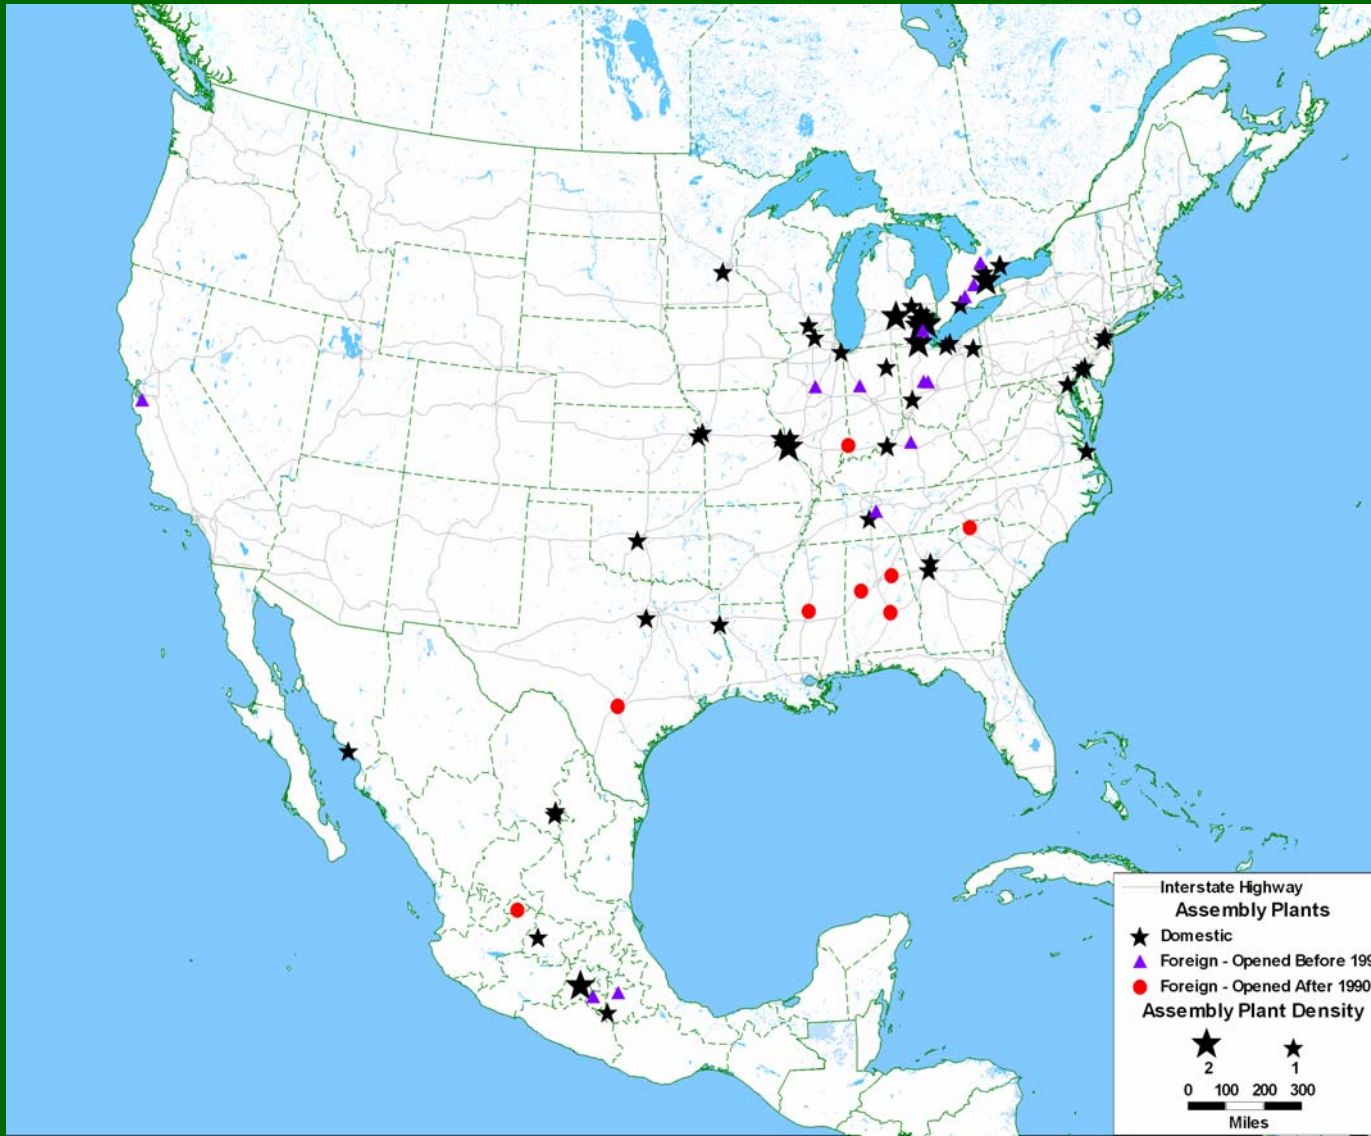 Interstate Highway
Assembly Plants
Domestic
Foreign - Opened Before 199
Foreign - Opened After 1990
Assembly Plant Density
2 1
0 100 200 300
Miles